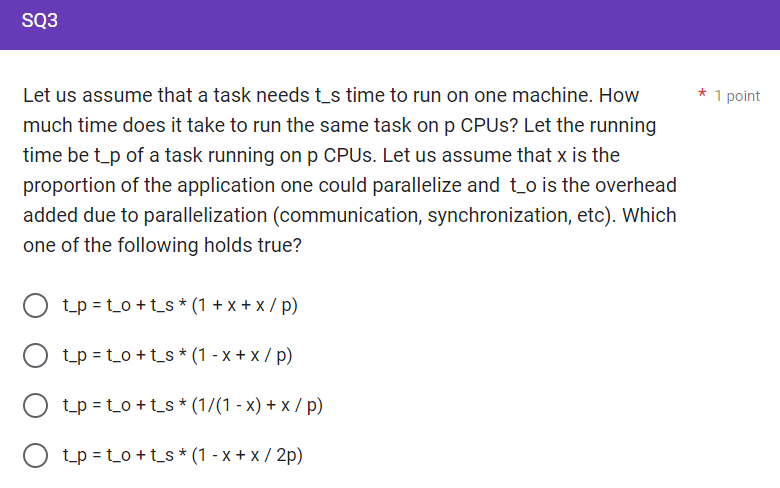 SQ3
Let us assume that a task needs t_s time to run on one machine. How
* 1 point
much time does it take to run the same task on p CPUs? Let the running
time be t_p of a task running on p CPUs. Let us assume that x is the
proportion of the application one could parallelize and  t_o is the overhead
added due to parallelization (communication, synchronization, etc). Which
one of the following holds true?
t_p = t_o + t_s * (1 + x + x / p)
t_p = t_o + t_s * (1 - x + x / p)
t_p = t_o + t_s * (1/(1 - x) + x / p)
t_p = t_o + t_s * (1 - x + x / 2p)